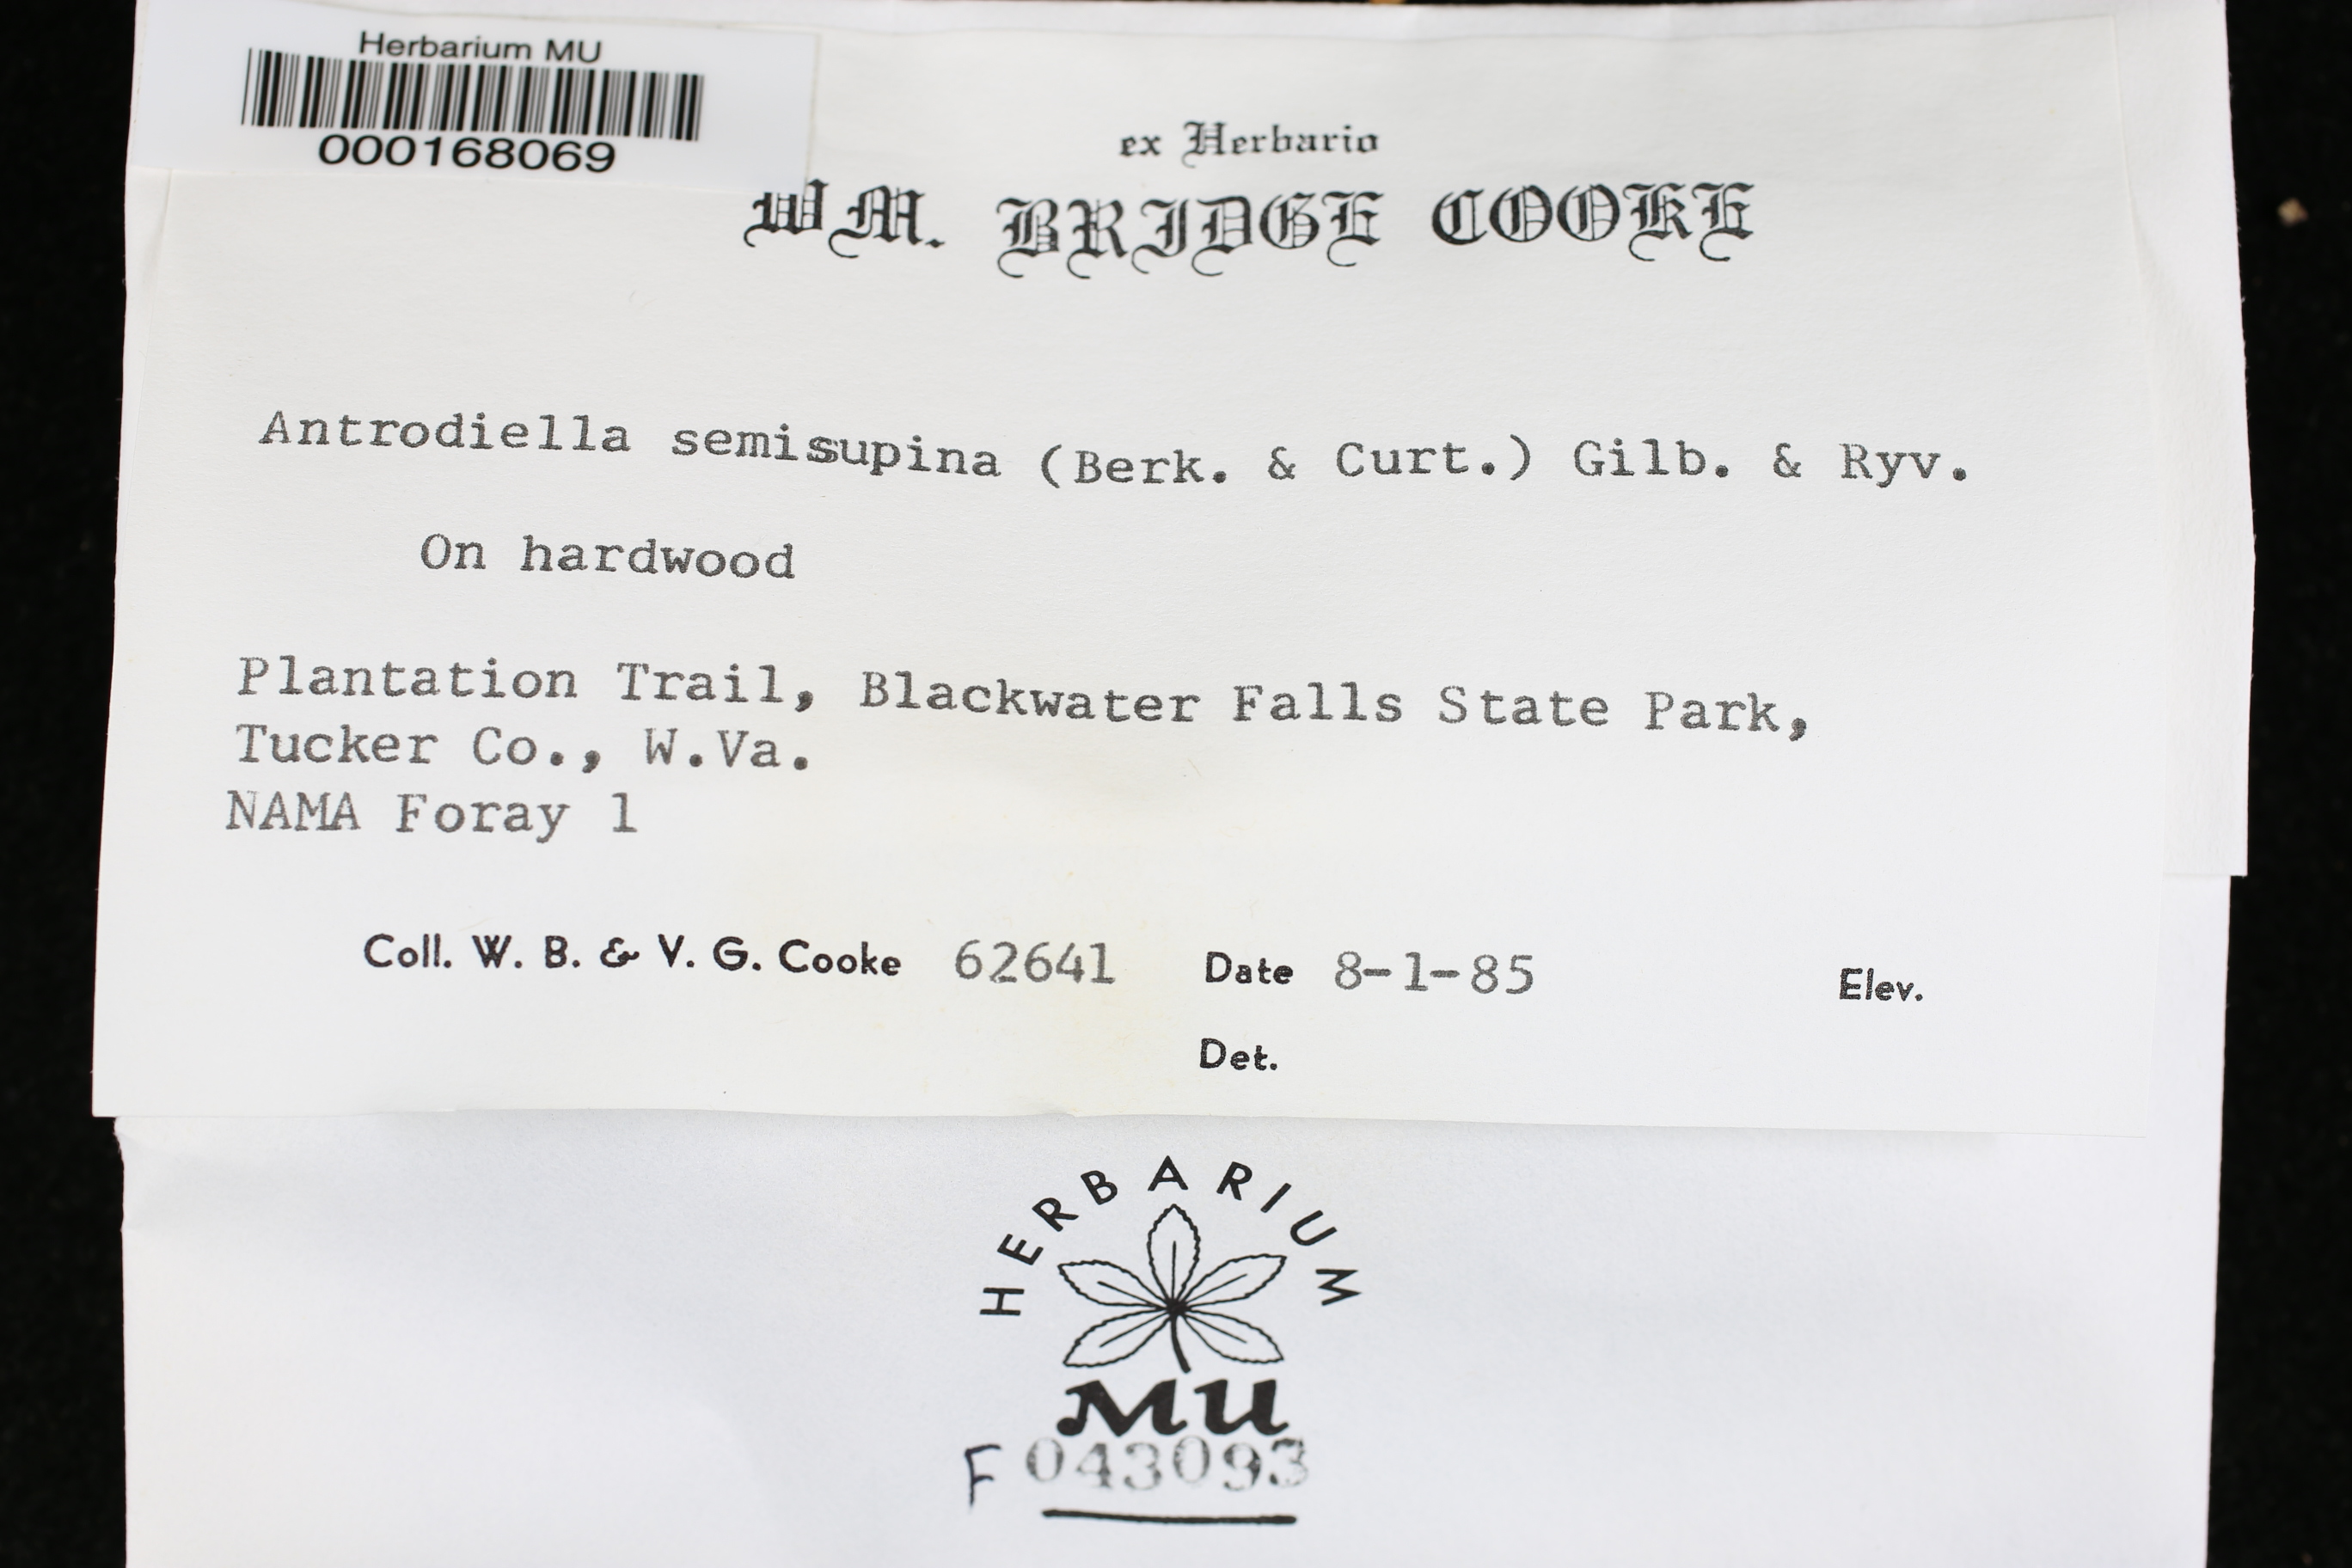 Herbarium MU
000168069
ex Herbario
WM. BRIDGE COOKE
Antrodiella semisupina (Berk. & Curt.) Gilb. & Ryv.
On hardwood
Plantation Trail, Blackwater Falls State Park,
Tucker Co., W.Va.
NAMA Foray 1
Coll. W. B. & V. G. Cooke 62641 Date 8-1-85 Elev.
Det.
HERBARIUM
MU
F 043093